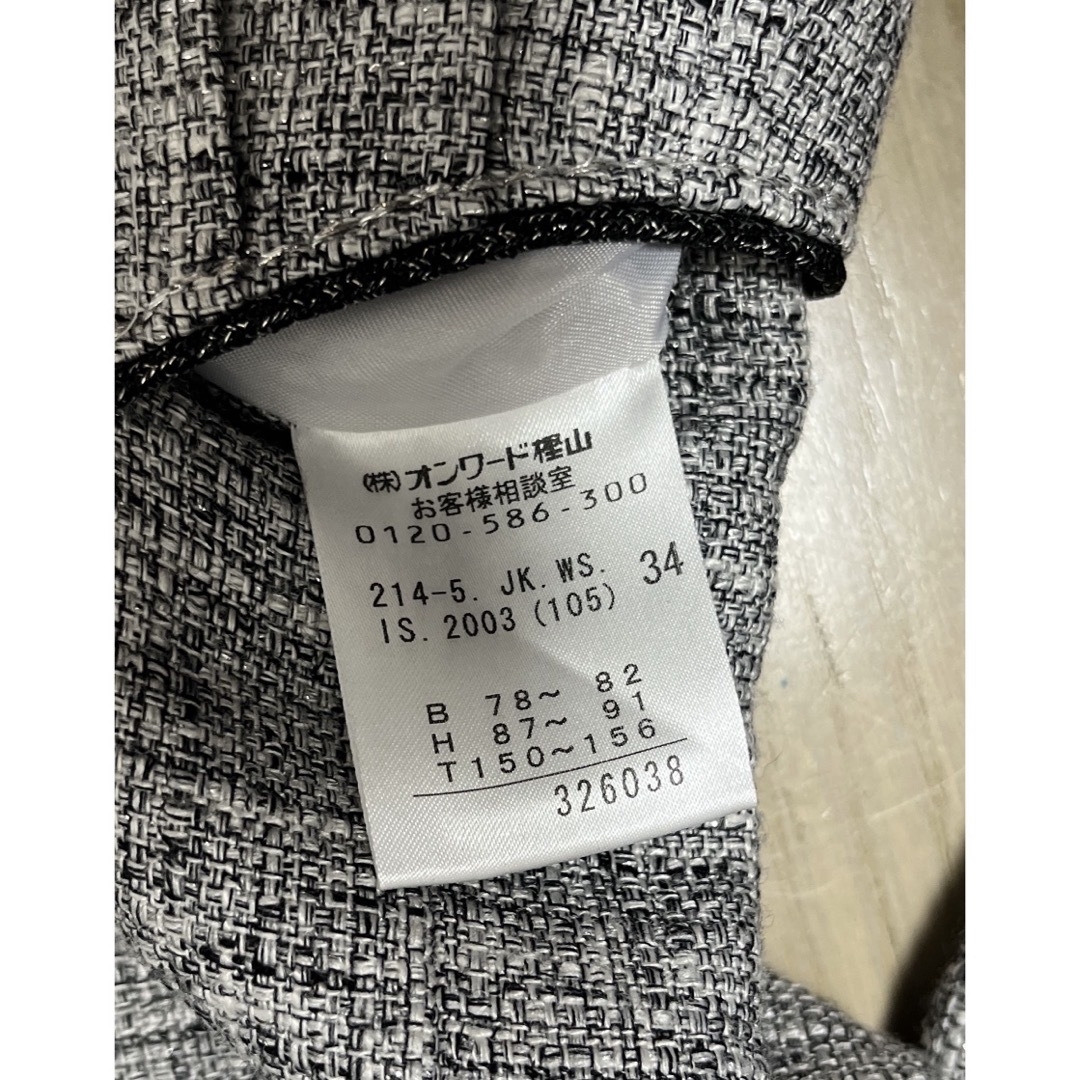 (株)オンワード樫山
お客様相談室
0120-586-300
214-5. JK. WS. 34
IS. 2003 (105)
B 78〜 82
H 87〜 91
T150〜156
326038